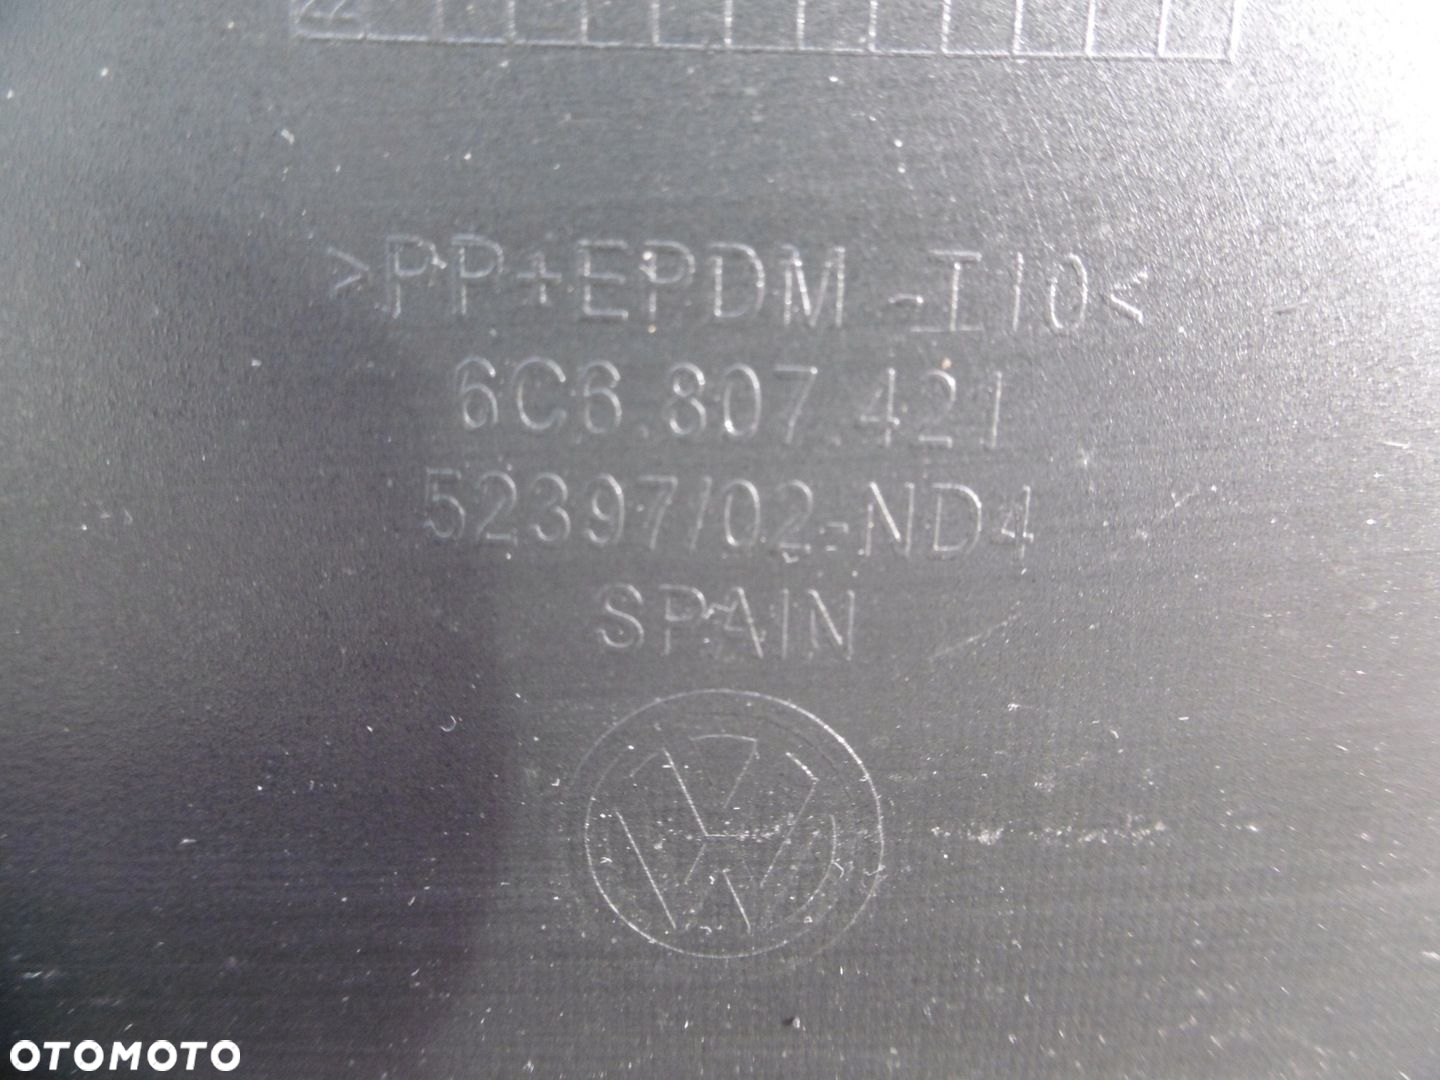 >PP+EPDM-T10<
6C6.807.421
52397/02-ND4
SPAIN
OTOMOTO